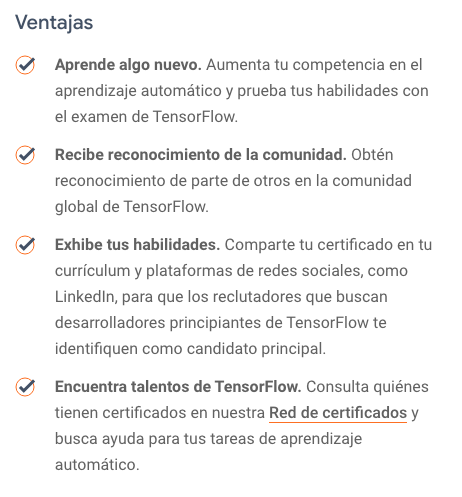 Ventajas
Aprende algo nuevo. Aumenta tu competencia en el
aprendizaje automático y prueba tus habilidades con
el examen de TensorFlow.
Recibe reconocimiento de la comunidad. Obtén
reconocimiento de parte de otros en la comunidad
global de TensorFlow.
Exhibe tus habilidades. Comparte tu certificado en tu
currículum y plataformas de redes sociales, como
LinkedIn, para que los reclutadores que buscan
desarrolladores principiantes de TensorFlow te
identifiquen como candidato principal.
Encuentra talentos de TensorFlow. Consulta quiénes
tienen certificados en nuestra Red de certificados y
busca ayuda para tus tareas de aprendizaje
automático.